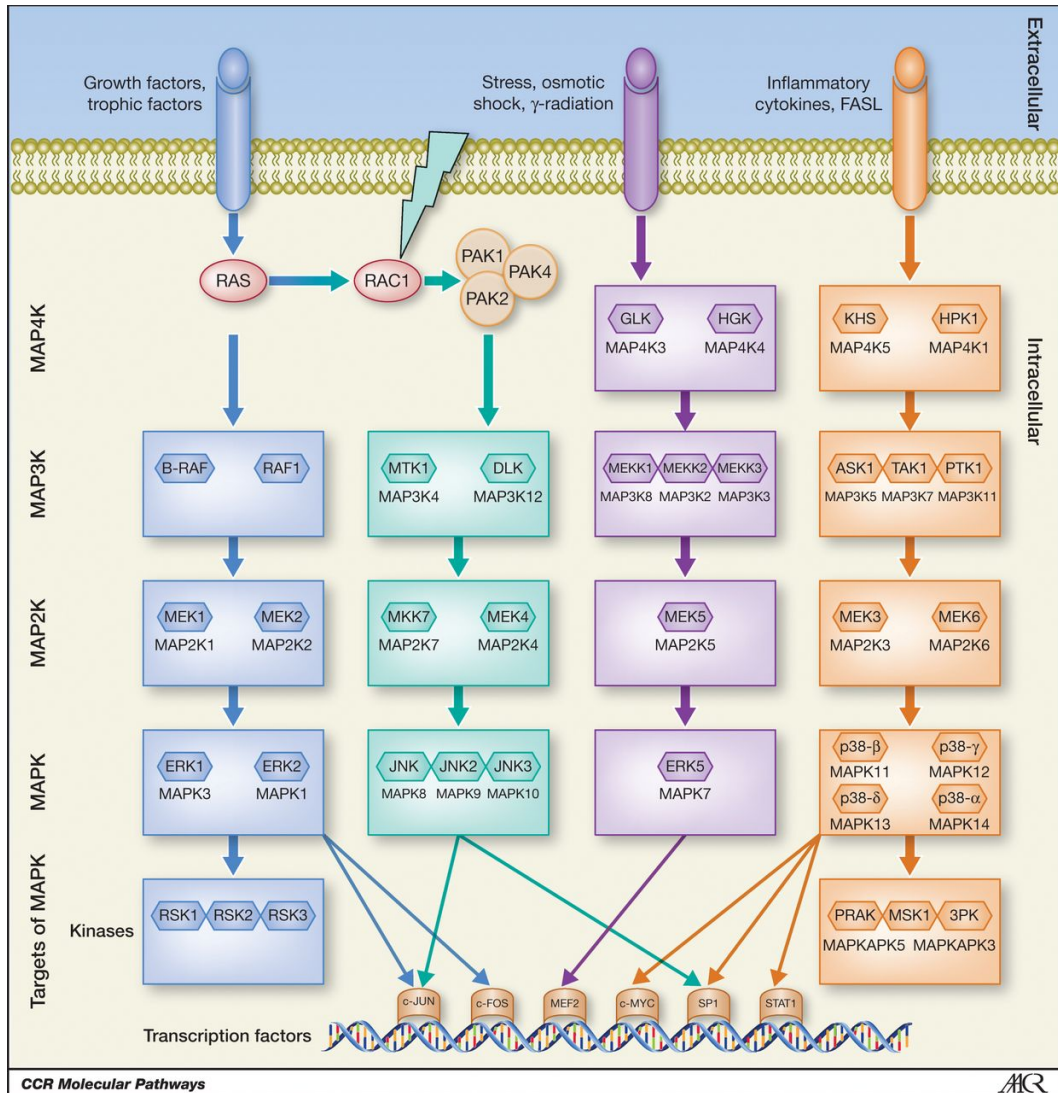 Extracellular
Growth factors,
trophic factors
Stress, osmotic
shock, γ-radiation
Inflammatory
cytokines, FASL
Intracellular
RAS
RAC1
PAK1
PAK4
PAK2
MAP4K
GLK HGK
MAP4K3 MAP4K4
KHS HPK1
MAP4K5 MAP4K1
MAP3K
B-RAF RAF1
MTK1 DLK
MAP3K4 MAP3K12
MEKK1 MEKK2 MEKK3
MAP3K8 MAP3K2 MAP3K3
ASK1 TAK1 PTK1
MAP3K5 MAP3K7 MAP3K11
MAP2K
MEK1 MEK2
MAP2K1 MAP2K2
MKK7 MEK4
MAP2K7 MAP2K4
MEK5
MAP2K5
MEK3 MEK6
MAP2K3 MAP2K6
MAPK
ERK1 ERK2
MAPK3 MAPK1
JNK JNK2 JNK3
MAPK8 MAPK9 MAPK10
ERK5
MAPK7
p38-β p38-γ
MAPK11 MAPK12
p38-δ p38-α
MAPK13 MAPK14
Targets of MAPK
Kinases
RSK1 RSK2 RSK3
PRAK MSK1 3PK
MAPKAPK5 MAPKAPK3
c-JUN c-FOS MEF2 c-MYC SP1 STAT1
Transcription factors
CCR Molecular Pathways
AACR